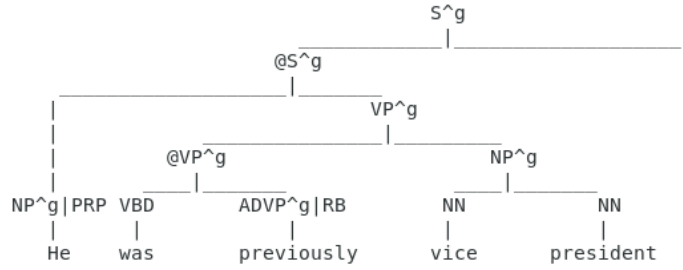 S^g
@S^g
VP^g
@VP^g NP^g
NP^g|PRP VBD ADVP^g|RB NN NN
He was previously vice president